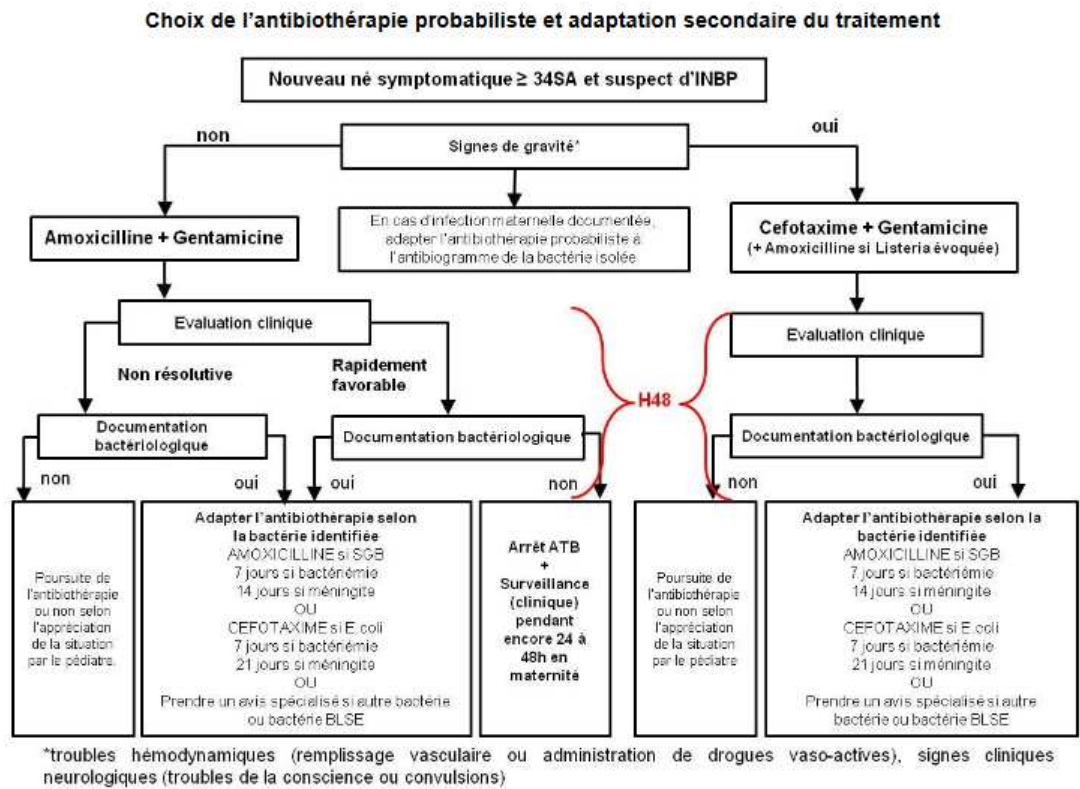 Choix de l'antibiothérapie probabiliste et adaptation secondaire du traitement
Nouveau né symptomatique ≥ 34SA et suspect d'INBP
non
oui
Signes de gravité*
Amoxicilline + Gentamicine
En cas d'infection maternelle documentée,
adapter l'antibiothérapie probabiliste à
l'antibiogramme de la bactérie isolée
Cefotaxime + Gentamicine
(+ Amoxicilline si Listeria évoquée)
Evaluation clinique
Evaluation clinique
Non résolutive
Rapidement
favorable
H48
Documentation
bactériologique
Documentation bactériologique
Documentation bactériologique
non
oui
oui
non
non
oui
Poursuite de
l'antibiothérapie
ou non selon
l'appréciation
de la situation
par le pédiatre.
Adapter l'antibiothérapie selon
la bactérie identifiée
AMOXICILLINE si SGB
7 jours si bactériémie
14 jours si méningite
OU
CEFOTAXIME si E.coli
7 jours si bactériémie
21 jours si méningite
OU
Prendre un avis spécialisé si autre bactérie
ou bactérie BLSE
Arrêt ATB
+
Surveillance
(clinique)
pendant
encore 24 à
48h en
maternité
Poursuite de
l'antibiothérapie
ou non selon
l'appréciation
de la situation
par le pédiatre
Adapter l'antibiothérapie selon la
bactérie identifiée
AMOXICILLINE si SGB
7 jours si bactériémie
14 jours si méningite
OU
CEFOTAXIME si E.coli
7 jours si bactériémie
21 jours si méningite
OU
Prendre un avis spécialisé si autre
bactérie ou bactérie BLSE
*troubles hémodynamiques (remplissage vasculaire ou administration de drogues vaso-actives), signes cliniques
neurologiques (troubles de la conscience ou convulsions)